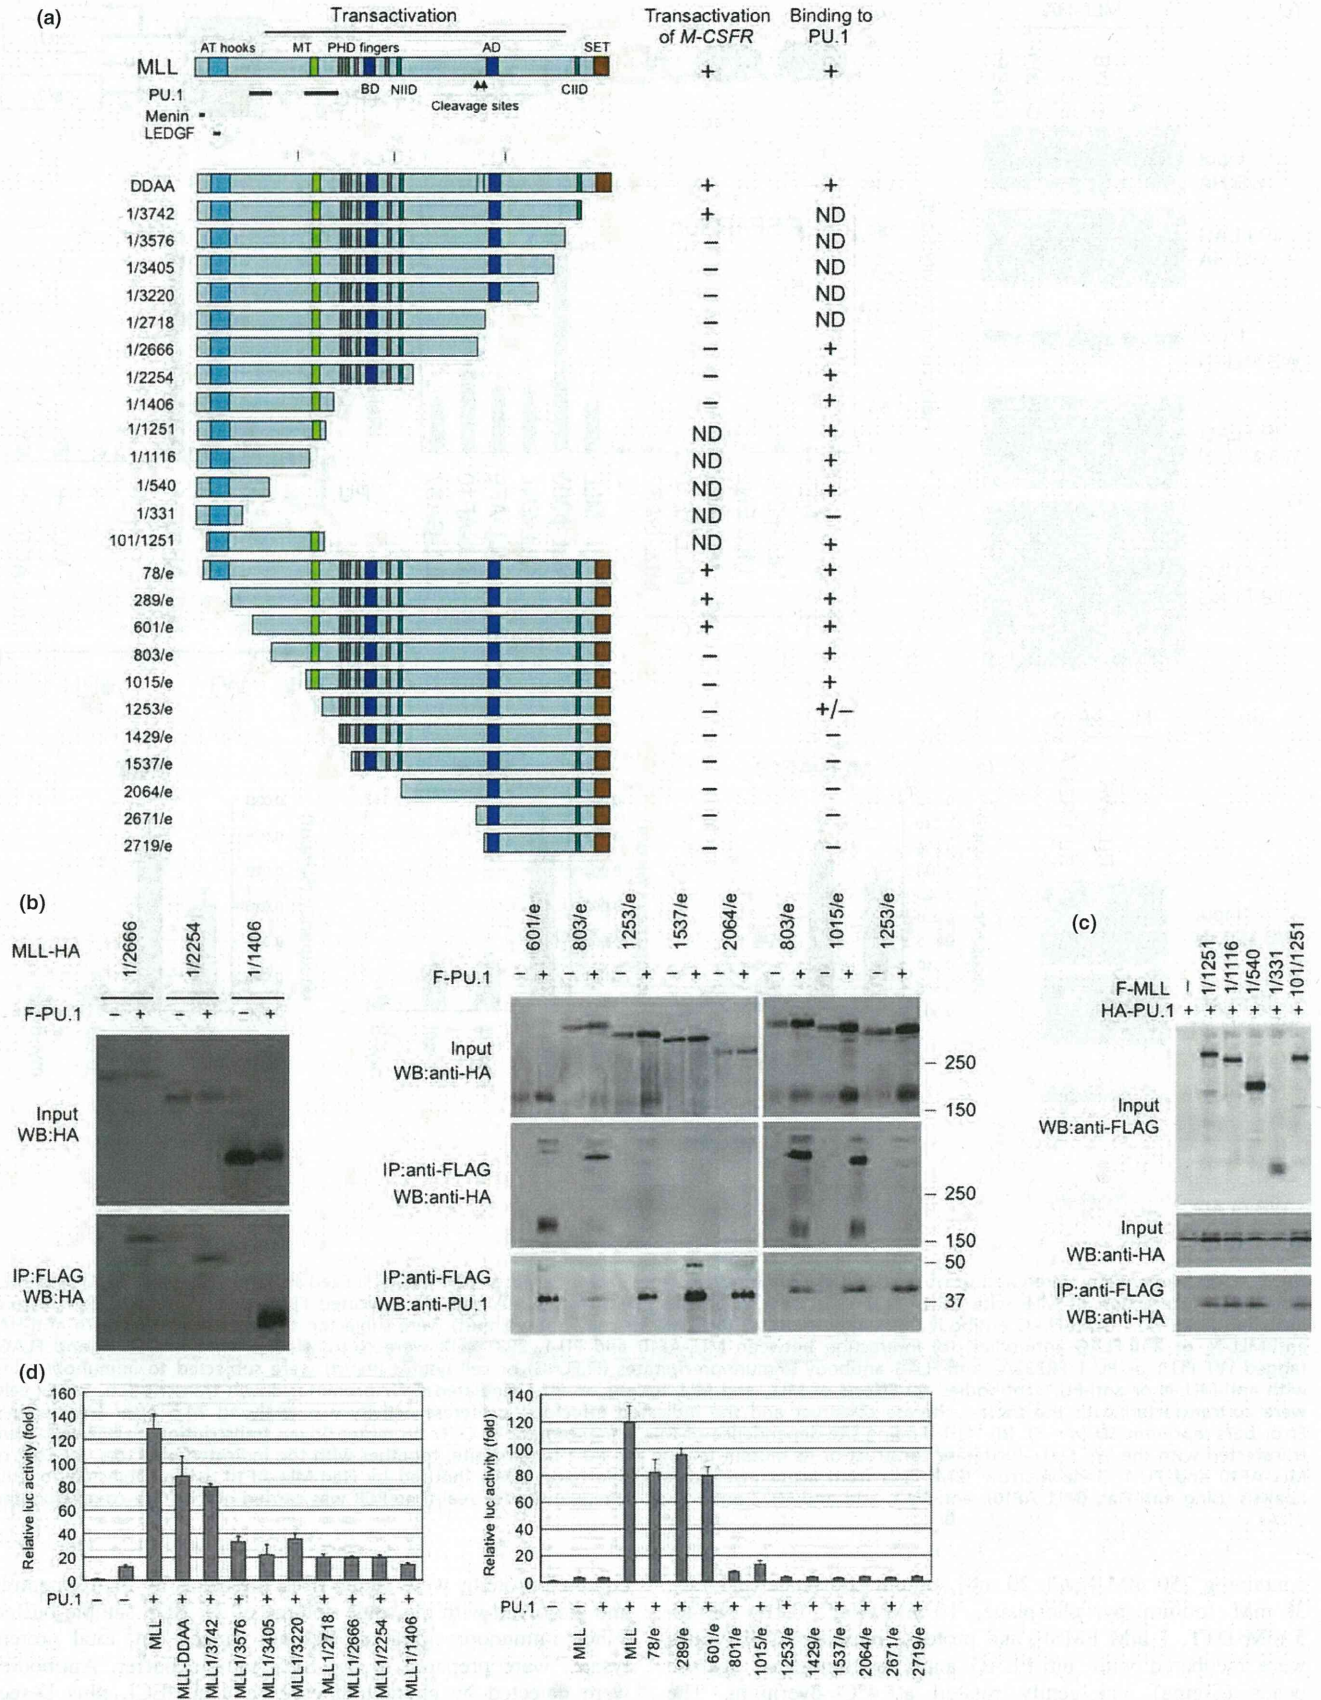 (a)
Transactivation
Transactivation of M-CSFR
Binding to PU.1
AT hooks MT PHD fingers AD SET
MLL + +
PU.1 BD NIID CIID
Cleavage sites
Menin
LEDGF
DDAA + +
1/3742 + ND
1/3576 – ND
1/3405 – ND
1/3220 – ND
1/2718 – ND
1/2666 – +
1/2254 – +
1/1406 – +
1/1251 ND +
1/1116 ND +
1/540 ND +
1/331 ND –
101/1251 ND +
78/e + +
289/e + +
601/e + +
803/e – +
1015/e – +
1253/e – +/–
1429/e – –
1537/e – –
2064/e – –
2671/e – –
2719/e – –
(b)
MLL-HA 1/2666 1/2254 1/1406
F-PU.1 – + – + – +
Input
WB:HA
IP:FLAG
WB:HA
601/e 803/e 1253/e 1537/e 2064/e 803/e 1015/e 1253/e
F-PU.1 – + – + – + – + – + – + – + – +
Input
WB:anti-HA
– 250
– 150
IP:anti-FLAG
WB:anti-HA
– 250
– 150
IP:anti-FLAG
WB:anti-PU.1
– 50
– 37
(c)
F-MLL – 1/1251 1/1116 1/540 1/331 101/1251
HA-PU.1 + + + + + +
Input
WB:anti-FLAG
Input
WB:anti-HA
IP:anti-FLAG
WB:anti-HA
(d)
Relative luc activity (fold)
160
140
120
100
80
60
40
20
0
PU.1 – + + + + + + + + + + +
– – MLL MLL-DDAA MLL1/3742 MLL1/3576 MLL1/3405 MLL1/3220 MLL1/2718 MLL1/2666 MLL1/2254 MLL1/1406
Relative luc activity (fold)
140
120
100
80
60
40
20
0
PU.1 – – + + + + + + + + + + + +
– MLL – MLL 78/e 289/e 601/e 801/e 1015/e 1253/e 1429/e 1537/e 2064/e 2671/e 2719/e